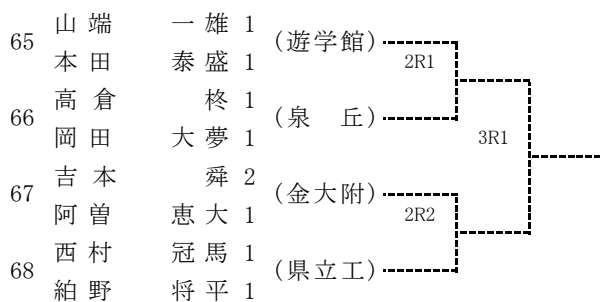 65 山端 一雄 1 (遊学館)
本田 泰盛 1
2R1
66 高倉 柊 1 (泉 丘)
岡田 大夢 1
3R1
67 吉本 舜 2 (金大附)
阿曽 恵大 1
2R2
68 西村 冠馬 1 (県立工)
絈野 将平 1